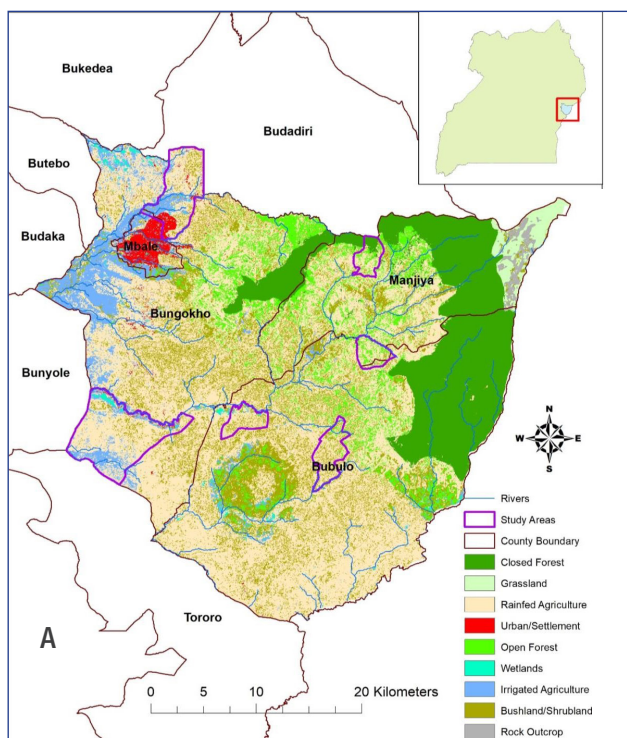 Bukedea
Budadiri
Butebo
Budaka
Mbale
Manjiya
Bungokho
Bunyole
N
W E
S
Bubulo
Rivers
Study Areas
County Boundary
Closed Forest
Grassland
Rainfed Agriculture
Urban/Settlement
Open Forest
Wetlands
Irrigated Agriculture
Bushland/Shrubland
Rock Outcrop
Tororo
A
0 5 10 20 Kilometers